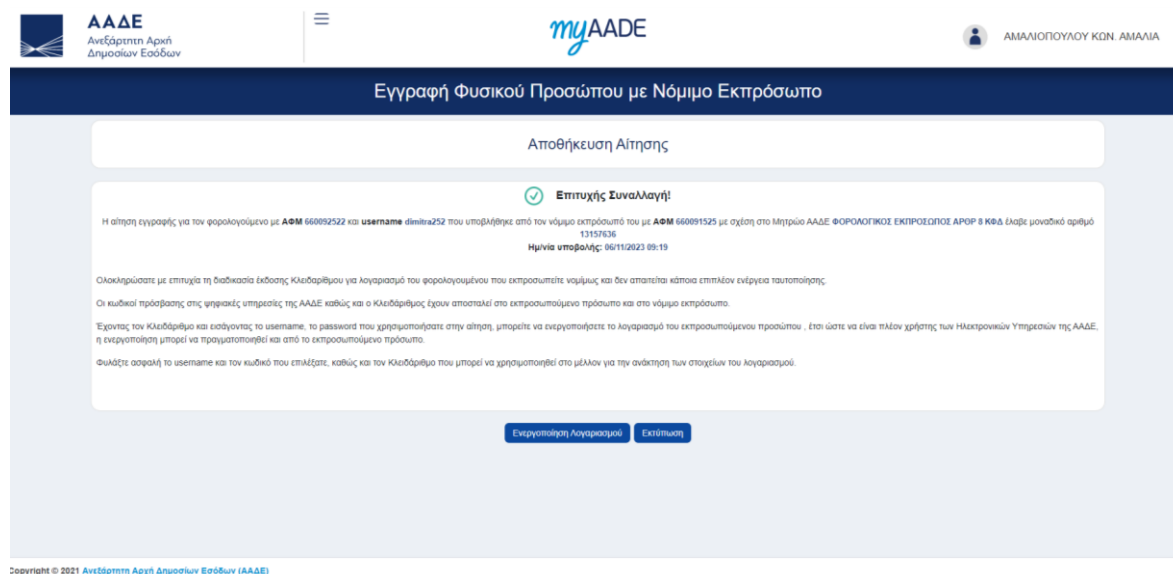 ΑΑΔΕ
Ανεξάρτητη Αρχή
Δημοσίων Εσόδων
myAADE
ΑΜΑΛΙΟΠΟΥΛΟΥ ΚΩΝ. ΑΜΑΛΙΑ
Εγγραφή Φυσικού Προσώπου με Νόμιμο Εκπρόσωπο
Αποθήκευση Αίτησης
Επιτυχής Συναλλαγή!
Η αίτηση εγγραφής για τον φορολογούμενο με ΑΦΜ 660092522 και username dimitra252 που υποβλήθηκε από τον νόμιμο εκπρόσωπό του με ΑΦΜ 660091525 με σχέση στο Μητρώο ΑΑΔΕ ΦΟΡΟΛΟΓΙΚΟΣ ΕΚΠΡΟΣΩΠΟΣ ΑΡΘΡ 8 ΚΦΔ έλαβε μοναδικό αριθμό
13157636
Ημ/νία υποβολής: 06/11/2023 09:19
Ολοκληρώσατε με επιτυχία τη διαδικασία έκδοσης Κλειδαρίθμου για λογαριασμό του φορολογουμένου που εκπροσωπείτε νομίμως και δεν απαιτείται κάποια επιπλέον ενέργεια ταυτοποίησης.
Οι κωδικοί πρόσβασης στις ψηφιακές υπηρεσίες της ΑΑΔΕ καθώς και ο Κλειδάριθμος έχουν αποσταλεί στο εκπροσωπούμενο πρόσωπο και στο νόμιμο εκπρόσωπο.
Έχοντας τον Κλειδάριθμο και εισάγοντας το username, το password που χρησιμοποιήσατε στην αίτηση, μπορείτε να ενεργοποιήσετε το λογαριασμό του εκπροσωπούμενου προσώπου , έτσι ώστε να είναι πλέον χρήστης των Ηλεκτρονικών Υπηρεσιών της ΑΑΔΕ,
η ενεργοποίηση μπορεί να πραγματοποιηθεί και από το εκπροσωπούμενο πρόσωπο.
Φυλάξτε ασφαλή το username και τον κωδικό που επιλέξατε, καθώς και τον Κλειδάριθμο που μπορεί να χρησιμοποιηθεί στο μέλλον για την ανάκτηση των στοιχείων του λογαριασμού.
Ενεργοποίηση Λογαριασμού Εκτύπωση
Copyright © 2021 Ανεξάρτητη Αρχή Δημοσίων Εσόδων (ΑΑΔΕ)